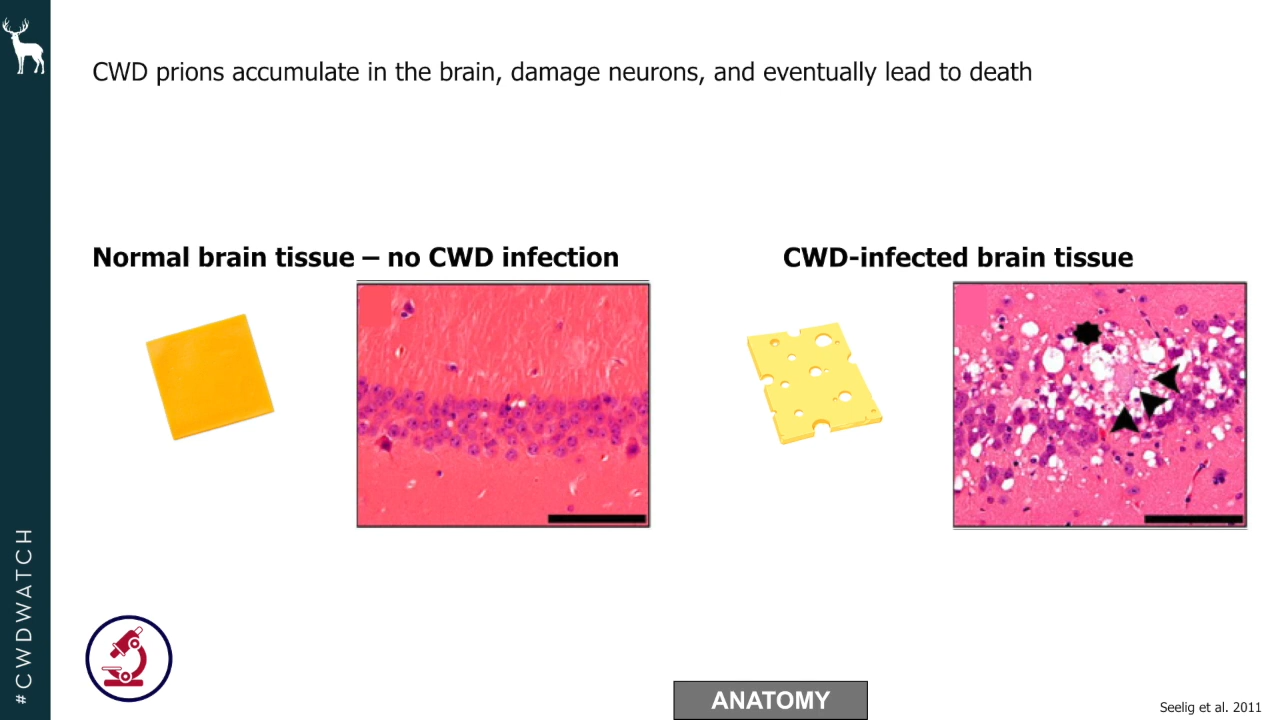 CWD prions accumulate in the brain, damage neurons, and eventually lead to death
Normal brain tissue – no CWD infection
CWD-infected brain tissue
#CWDWATCH
ANATOMY
Seelig et al. 2011